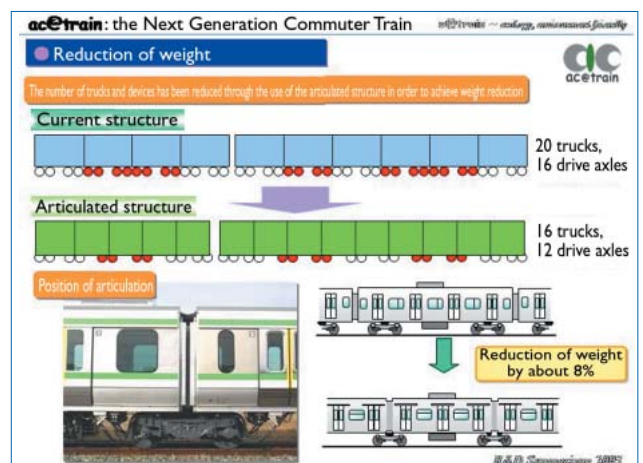 ac@train: the Next Generation Commuter Train
Reduction of weight
ac@train
The number of trucks and devices has been reduced through the use of the articulated structure in order to achieve weight reduction
Current structure
20 trucks,
16 drive axles
Articulated structure
16 trucks,
12 drive axles
Position of articulation
Reduction of weight
by about 8%